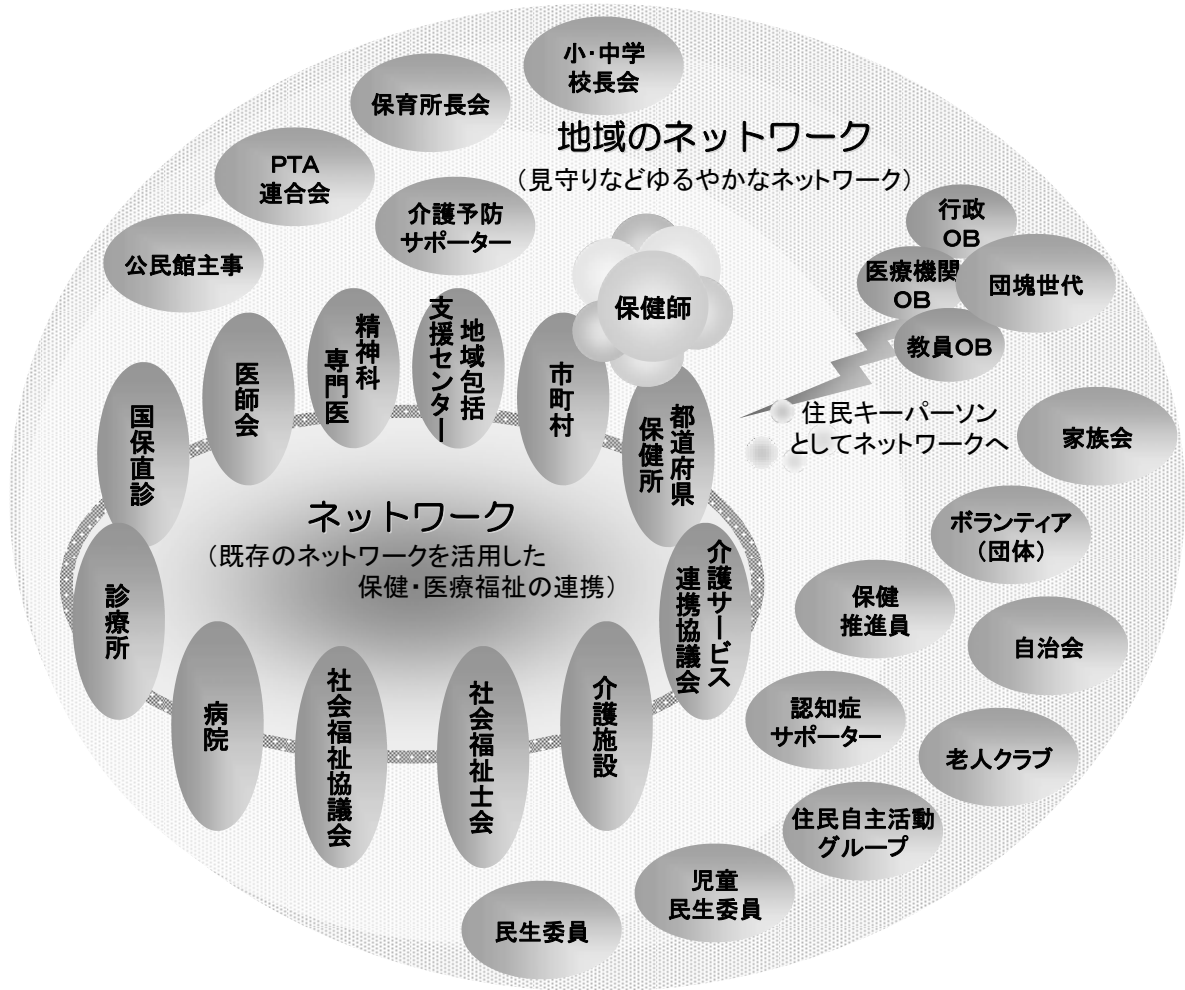 小・中学
校長会
保育所長会
地域のネットワーク
（見守りなどゆるやかなネットワーク）
PTA
連合会
介護予防
サポーター
公民館主事
行政
OB
医療機関
OB
団塊世代
教員OB
保健師
住民キーパーソン
としてネットワークへ
家族会
ボランティア
（団体）
保健
推進員
自治会
認知症
サポーター
老人クラブ
住民自主活動
グループ
児童
民生委員
民生委員
国保直診
医師会
精神科
専門医
地域包括
支援センター
市町村
都道府県
保健所
介護サービス
連携協議会
ネットワーク
（既存のネットワークを活用した
保健・医療福祉の連携）
診療所
病院
社会福祉協議会
社会福祉士会
介護施設